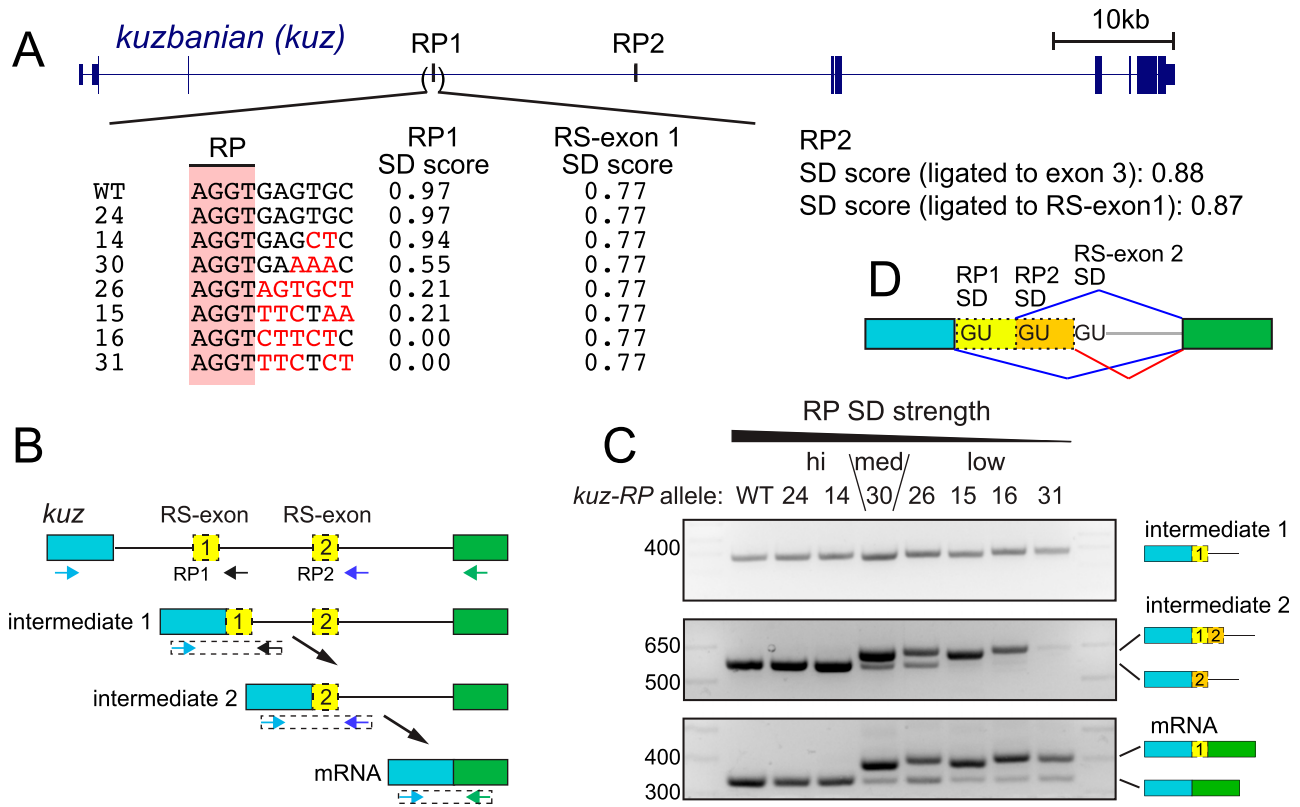 A
kuzbanian (kuz)
RP1
RP2
10kb
( )
RP
RP1
SD score
RS-exon 1
SD score
WT AGGTGAGTGC 0.97 0.77
24 AGGTGAGTGC 0.97 0.77
14 AGGTGAGCTC 0.94 0.77
30 AGGTGAAAAC 0.55 0.77
26 AGGTAGTGCT 0.21 0.77
15 AGGTTTCTAA 0.21 0.77
16 AGGTCTTCTC 0.00 0.77
31 AGGTTTCTCT 0.00 0.77
RP2
SD score (ligated to exon 3): 0.88
SD score (ligated to RS-exon1): 0.87
D
RP1
SD
RP2
SD
RS-exon 2
SD
GU GU GU
B
kuz
RS-exon
RS-exon
1 2
RP1
RP2
intermediate 1
1 2
intermediate 2
2
mRNA
C
RP SD strength
hi med low
kuz-RP allele: WT 24 14 30 26 15 16 31
400
intermediate 1
1
650
500
intermediate 2
1 2
2
400
300
mRNA
1